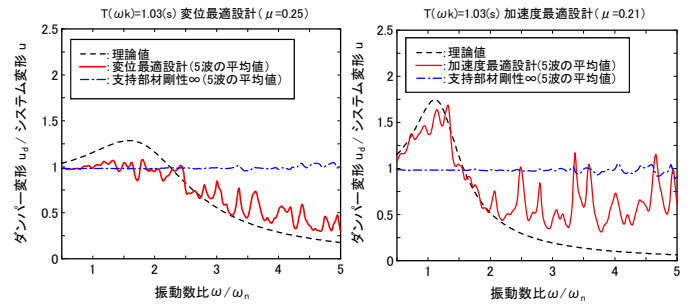 T(ωk)=1.03(s) 変位最適設計(μ=0.25)
2
1.5
1
0.5
0
ダンパー変形 u_d / システム変形 u
:理論値
:変位最適設計(5波の平均値)
:支持部材剛性∞(5波の平均値)
1 2 3 4 5
振動数比ω/ω_n
T(ωk)=1.03(s) 加速度最適設計(μ=0.21)
2.5
2
1.5
1
0.5
0
ダンパー変形 u_d / システム変形 u
:理論値
:加速度最適設計(5波の平均値)
:支持部材剛性∞(5波の平均値)
1 2 3 4 5
振動数比ω/ω_n